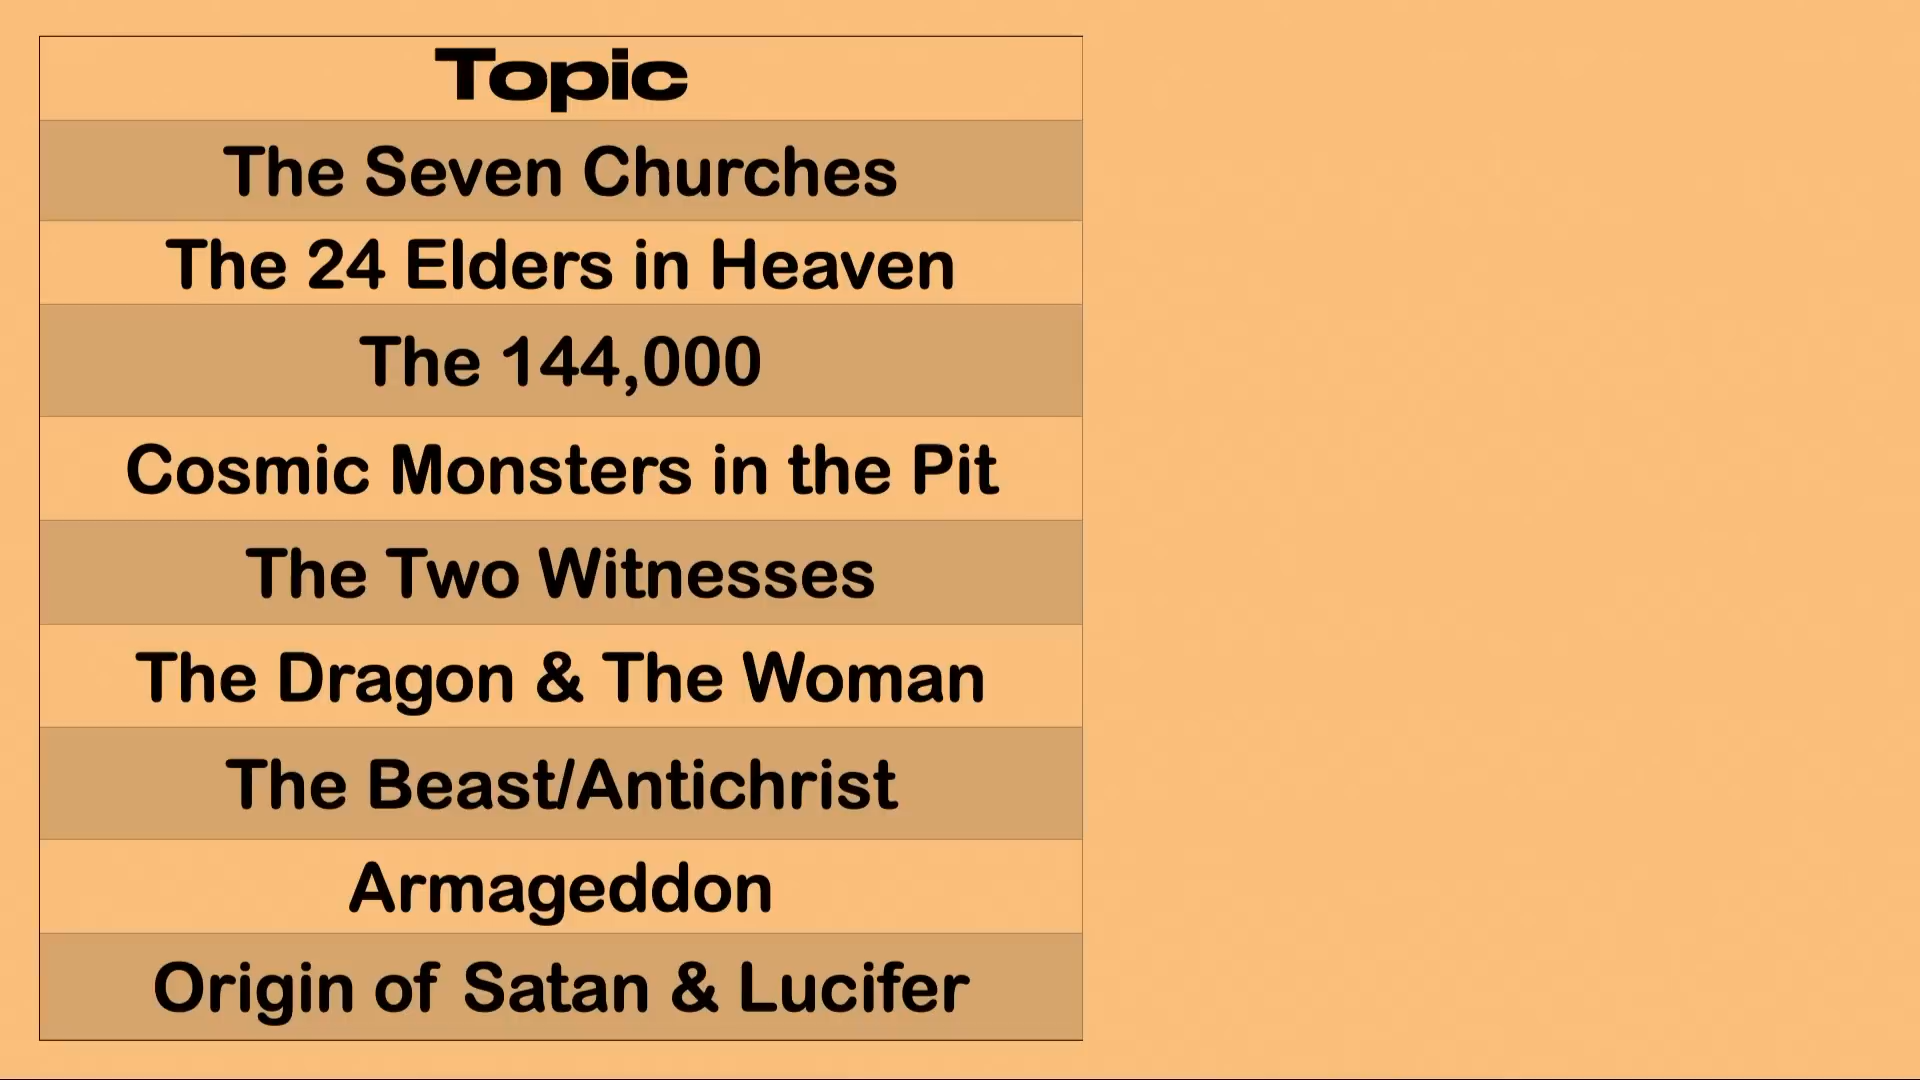 Topic
The Seven Churches
The 24 Elders in Heaven
The 144,000
Cosmic Monsters in the Pit
The Two Witnesses
The Dragon & The Woman
The Beast/Antichrist
Armageddon
Origin of Satan & Lucifer